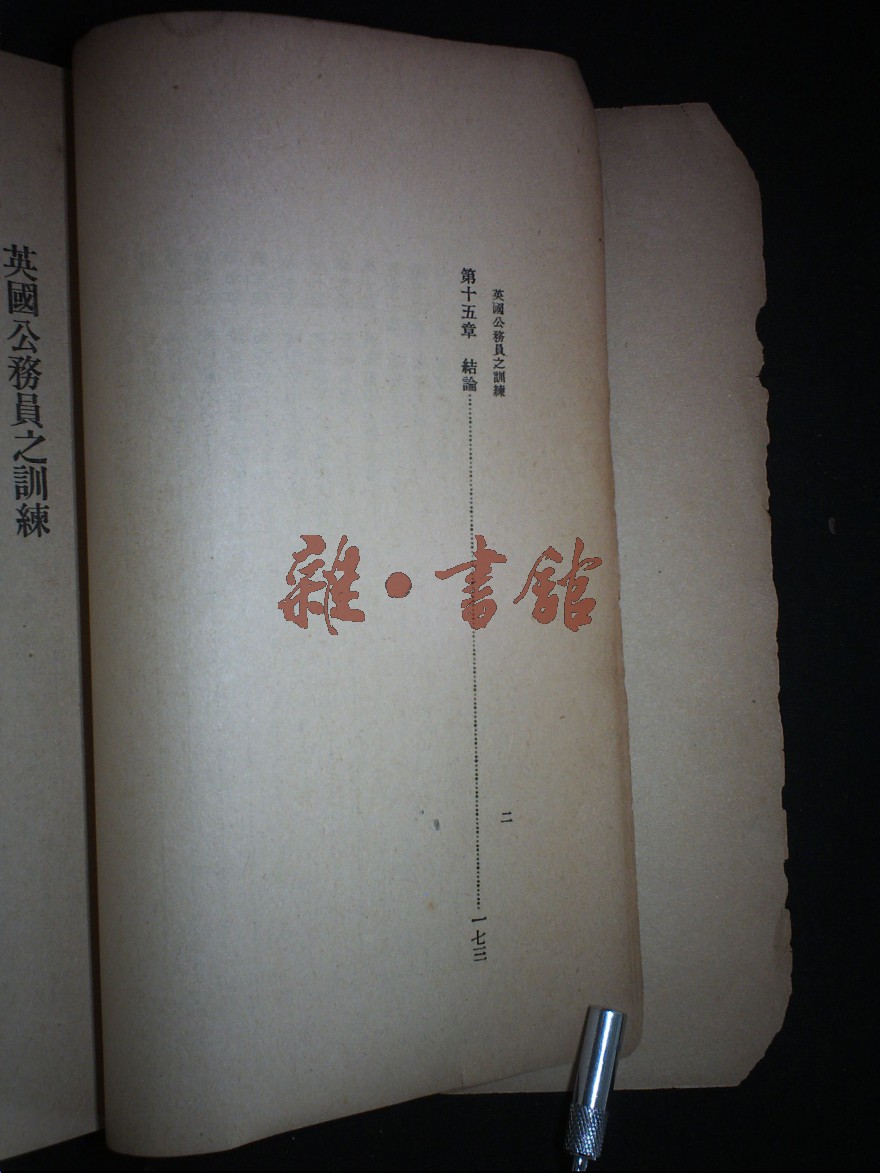 英國公務員之訓練
第十五章　結論……一七三
二
雜·書館
英國公務員之訓練